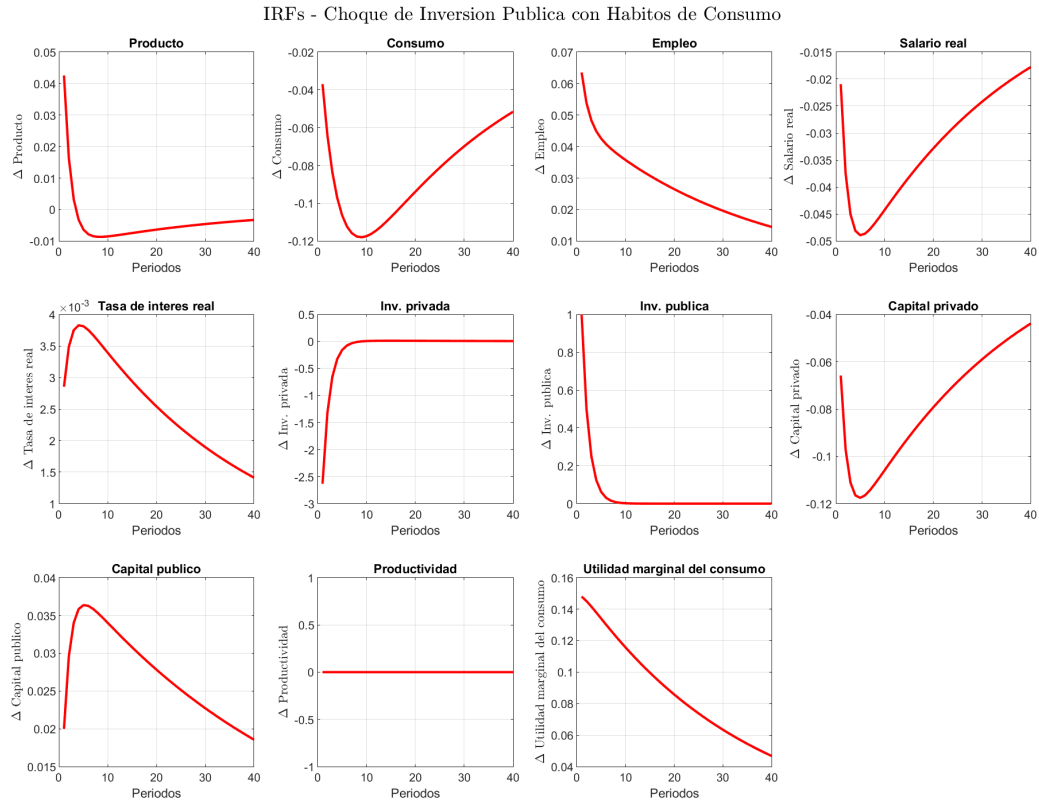 IRFs - Choque de Inversion Publica con Habitos de Consumo
Producto
0.05
0.04
0.03
0.02
0.01
0
-0.01
Δ Producto
0 10 20 30 40
Periodos
Consumo
-0.02
-0.04
-0.06
-0.08
-0.1
-0.12
Δ Consumo
0 10 20 30 40
Periodos
Empleo
0.07
0.06
0.05
0.04
0.03
0.02
0.01
Δ Empleo
0 10 20 30 40
Periodos
Salario real
-0.015
-0.02
-0.025
-0.03
-0.035
-0.04
-0.045
-0.05
Δ Salario real
0 10 20 30 40
Periodos
Tasa de interes real
×10⁻³
4
3.5
3
2.5
2
1.5
1
Δ Tasa de interes real
0 10 20 30 40
Periodos
Inv. privada
0.5
0
-0.5
-1
-1.5
-2
-2.5
-3
Δ Inv. privada
0 10 20 30 40
Periodos
Inv. publica
1
0.8
0.6
0.4
0.2
0
Δ Inv. publica
0 10 20 30 40
Periodos
Capital privado
-0.04
-0.06
-0.08
-0.1
-0.12
Δ Capital privado
0 10 20 30 40
Periodos
Capital publico
0.04
0.035
0.03
0.025
0.02
0.015
Δ Capital publico
0 10 20 30 40
Periodos
Productividad
1
0.5
0
-0.5
-1
Δ Productividad
0 10 20 30 40
Periodos
Utilidad marginal del consumo
0.16
0.14
0.12
0.1
0.08
0.06
0.04
Δ Utilidad marginal del consumo
0 10 20 30 40
Periodos